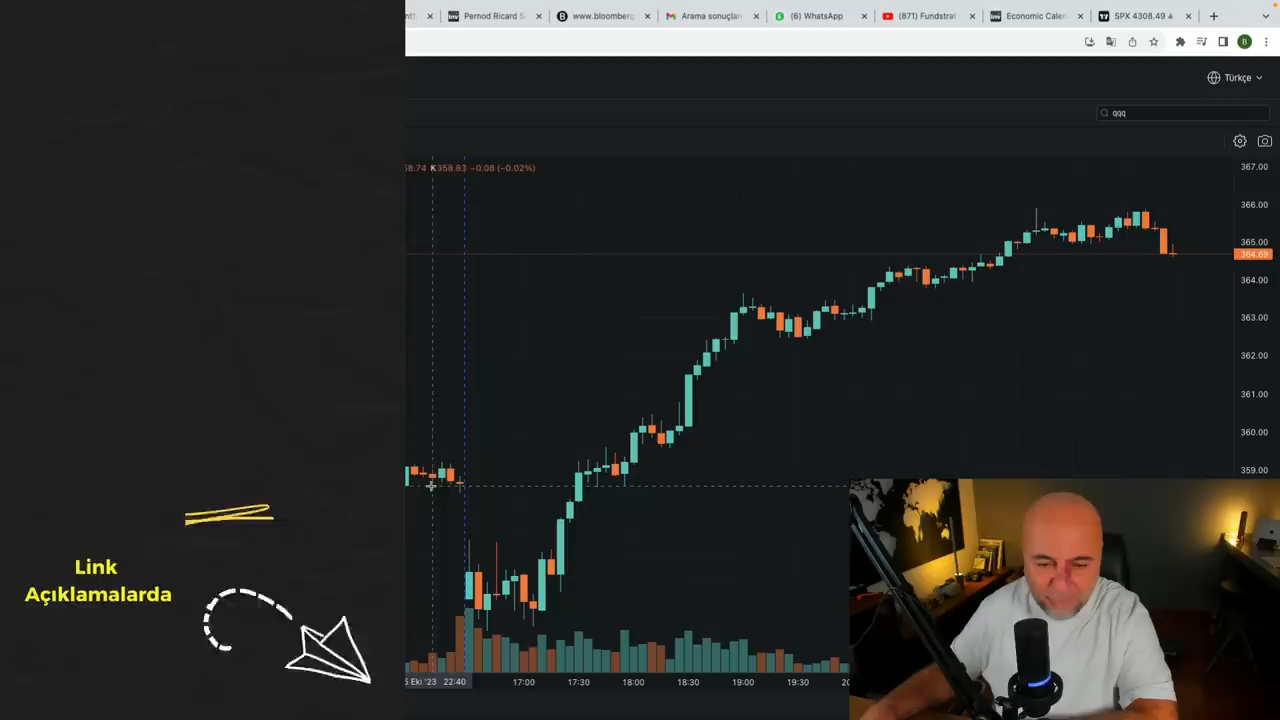 Pernod Ricard S
www.bloomberg
Arama sonuçlar
(6) WhatsApp
(871) Fundstrat
Economic Calen
SPX 4308.49
B
Türkçe
qqq
58.74 K358.83 −0.08 (−0.02%)
367.00
366.00
365.00
364.69
364.00
363.00
362.00
361.00
360.00
359.00
Link
Açıklamalarda
Eki '23 22:40
17:00
17:30
18:00
18:30
19:00
19:30